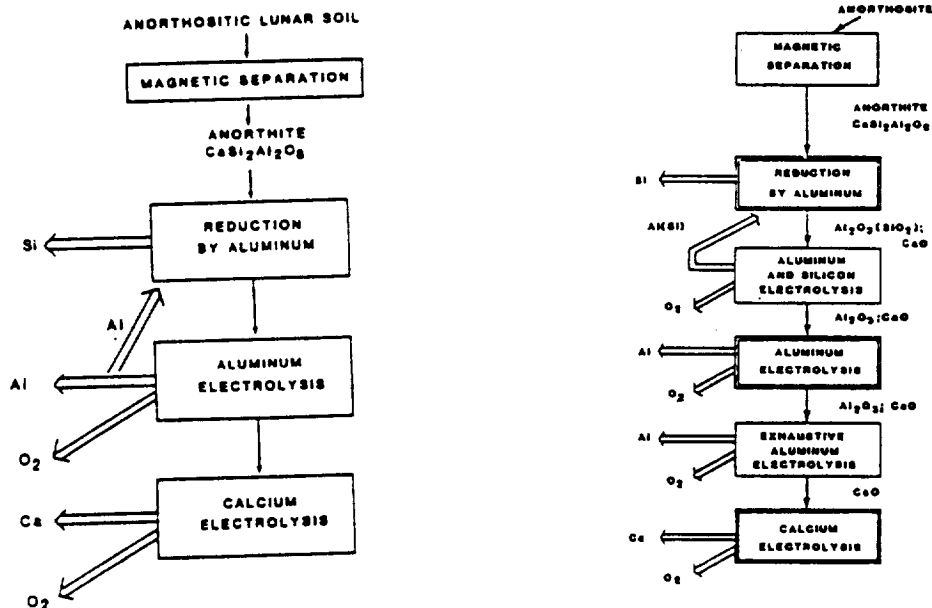 ANORTHOSITIC LUNAR SOIL
MAGNETIC SEPARATION
ANORTHITE
CaSi₂Al₂O₈
REDUCTION
BY ALUMINUM
Si
Al
ALUMINUM
ELECTROLYSIS
Al
O₂
CALCIUM
ELECTROLYSIS
Ca
O₂
ANORTHOSITE
MAGNETIC
SEPARATION
ANORTHITE
CaSi₂Al₂O₈
REDUCTION
BY ALUMINUM
Si
Al(Si)
Al₂O₃(SiO₂);
CaO
ALUMINUM
AND SILICON
ELECTROLYSIS
O₂
Al₂O₃;CaO
ALUMINUM
ELECTROLYSIS
Al
O₂
Al₂O₃; CaO
EXHAUSTIVE
ALUMINUM
ELECTROLYSIS
Al
O₂
CaO
CALCIUM
ELECTROLYSIS
Ca
O₂